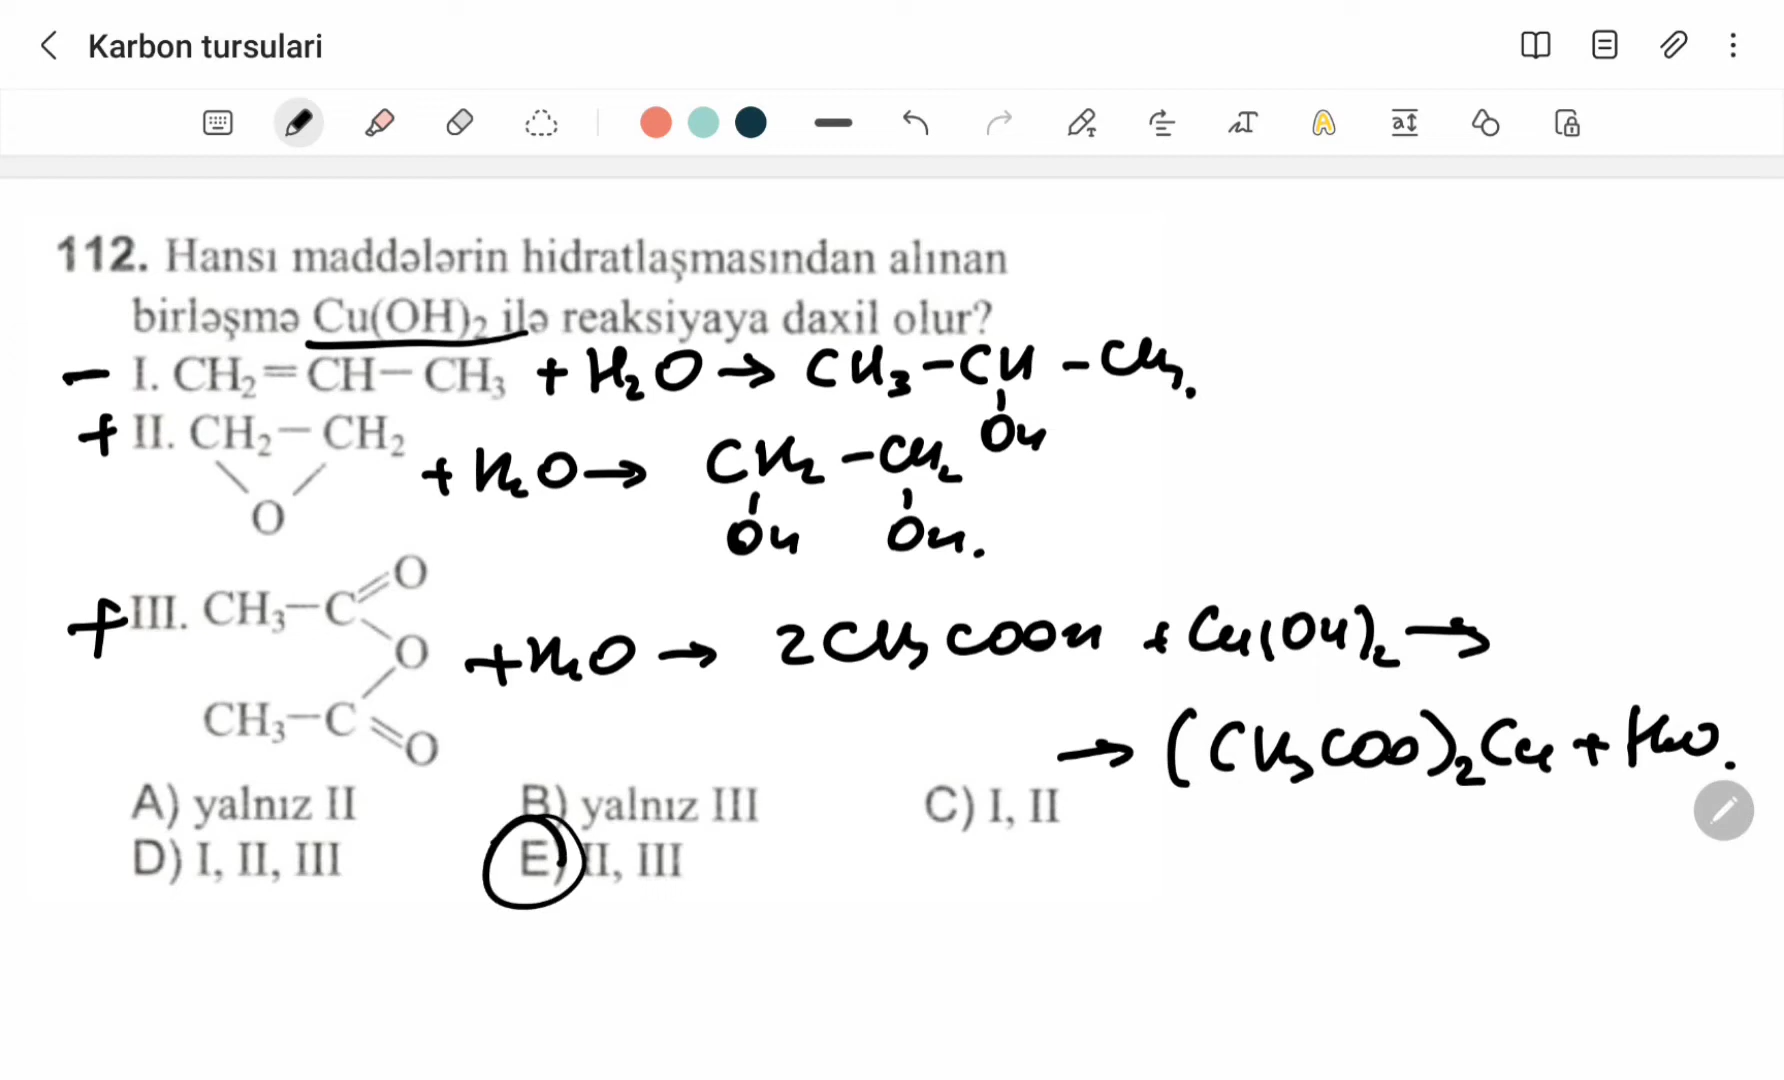 Karbon tursulari
112. Hansı maddələrin hidratlaşmasından alınan
birləşmə Cu(OH)₂ ilə reaksiyaya daxil olur?
– I. CH₂=CH–CH₃ + H₂O → CH₃–CH–CH₃.
OH
+ II. CH₂–CH₂ + H₂O → CH₂–CH₂
O
OH OH.
+ III. CH₃–C=O
O + H₂O → 2CH₃COOH + Cu(OH)₂ →
CH₃–C=O → (CH₃COO)₂Cu + H₂O.
A) yalnız II B) yalnız III C) I, II
D) I, II, III E) II, III